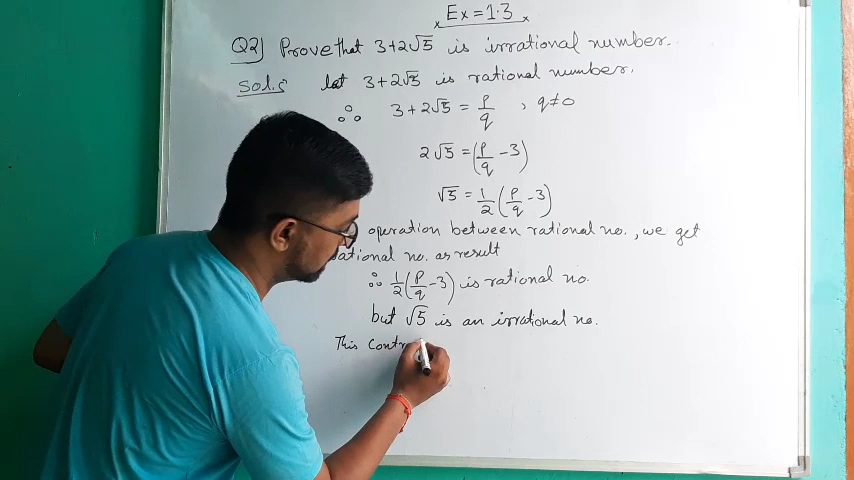 Ex = 1.3
Q2) Prove that 3+2√5 is irrational number.
Sol.: let 3+2√5 is rational number.
∴ 3+2√5 = p/q , q≠0
2√5 = (p/q - 3)
√5 = 1/2 (p/q - 3)
operation between rational no., we get
rational no. as result
∴ 1/2 (p/q - 3) is rational no.
but √5 is an irrational no.
This contr